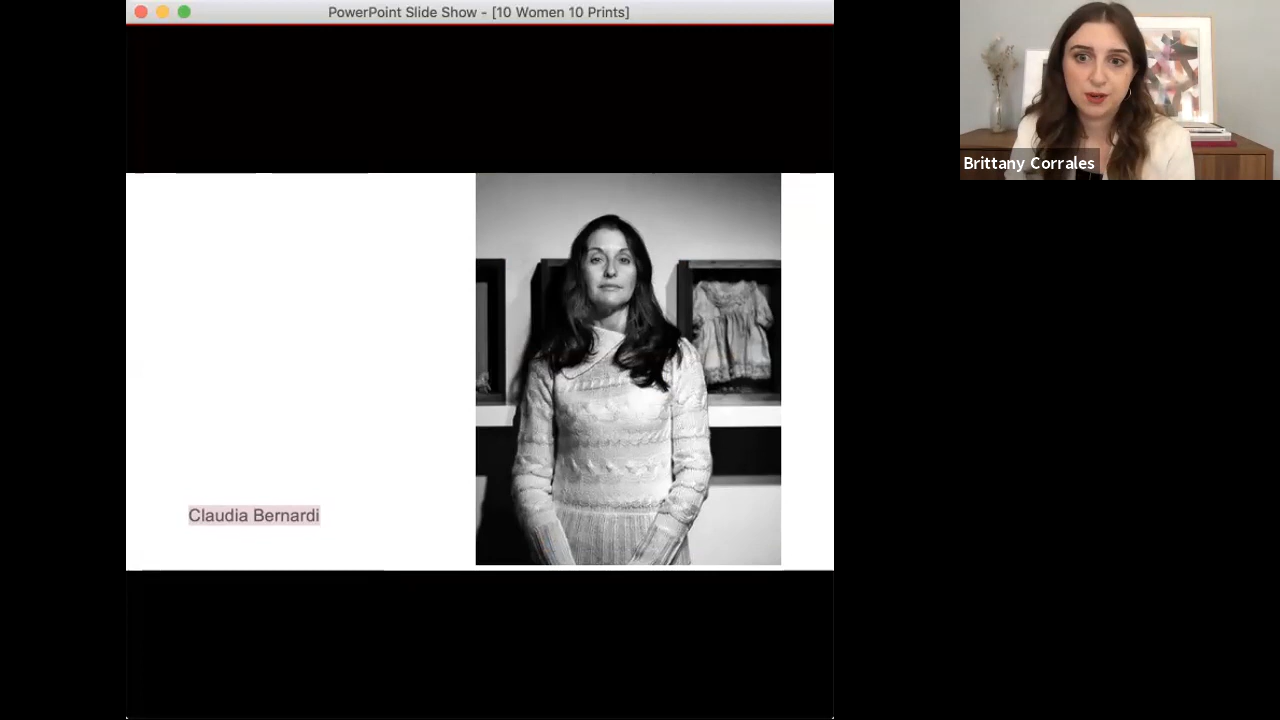 PowerPoint Slide Show - [10 Women 10 Prints]
Brittany Corrales
Claudia Bernardi